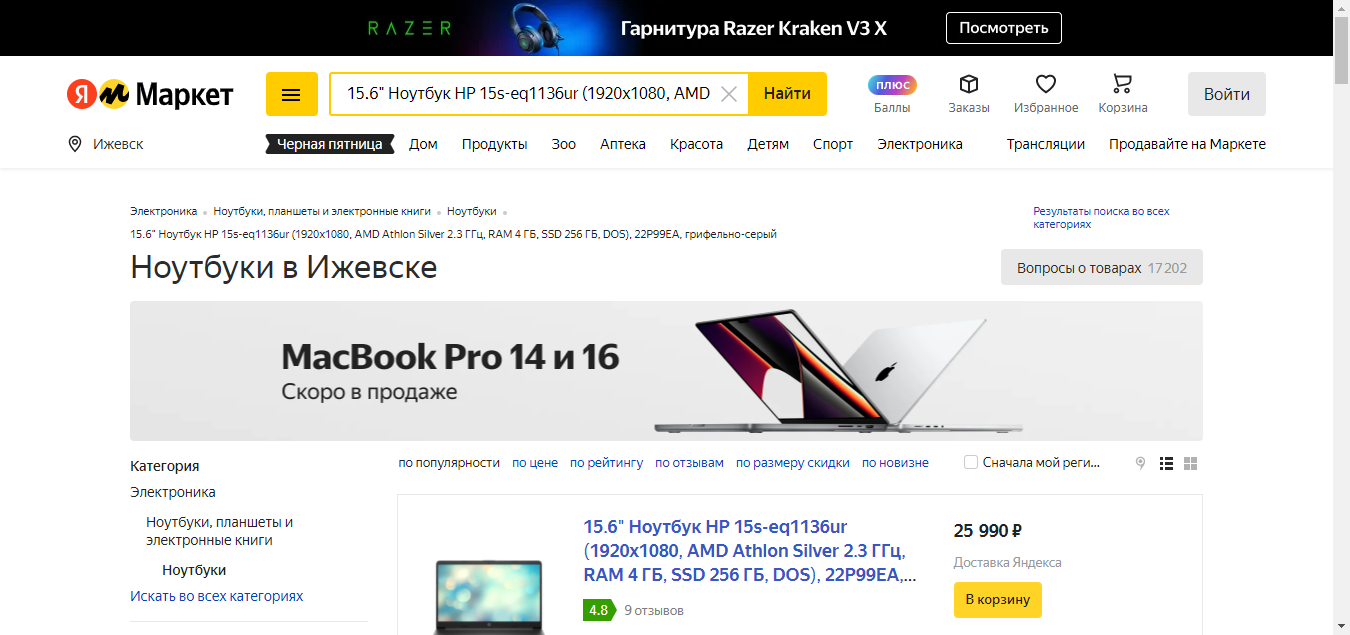 RAZER
Гарнитура Razer Kraken V3 X
Посмотреть
Я Маркет
15.6" Ноутбук HP 15s-eq1136ur (1920x1080, AMD
Найти
плюс
Баллы
Заказы
Избранное
Корзина
Войти
Ижевск
Черная пятница
Дом
Продукты
Зоо
Аптека
Красота
Детям
Спорт
Электроника
Трансляции
Продавайте на Маркете
Электроника
Ноутбуки, планшеты и электронные книги
Ноутбуки
15.6" Ноутбук HP 15s-eq1136ur (1920x1080, AMD Athlon Silver 2.3 ГГц, RAM 4 ГБ, SSD 256 ГБ, DOS), 22P99EA, грифельно-серый
Результаты поиска во всех
категориях
Ноутбуки в Ижевске
Вопросы о товарах 17 202
MacBook Pro 14 и 16
Скоро в продаже
Категория
Электроника
Ноутбуки, планшеты и
электронные книги
Ноутбуки
Искать во всех категориях
по популярности
по цене
по рейтингу
по отзывам
по размеру скидки
по новизне
Сначала мой реги...
15.6" Ноутбук HP 15s-eq1136ur
(1920x1080, AMD Athlon Silver 2.3 ГГц,
RAM 4 ГБ, SSD 256 ГБ, DOS), 22P99EA,...
4.8
9 отзывов
25 990 ₽
Доставка Яндекса
В корзину